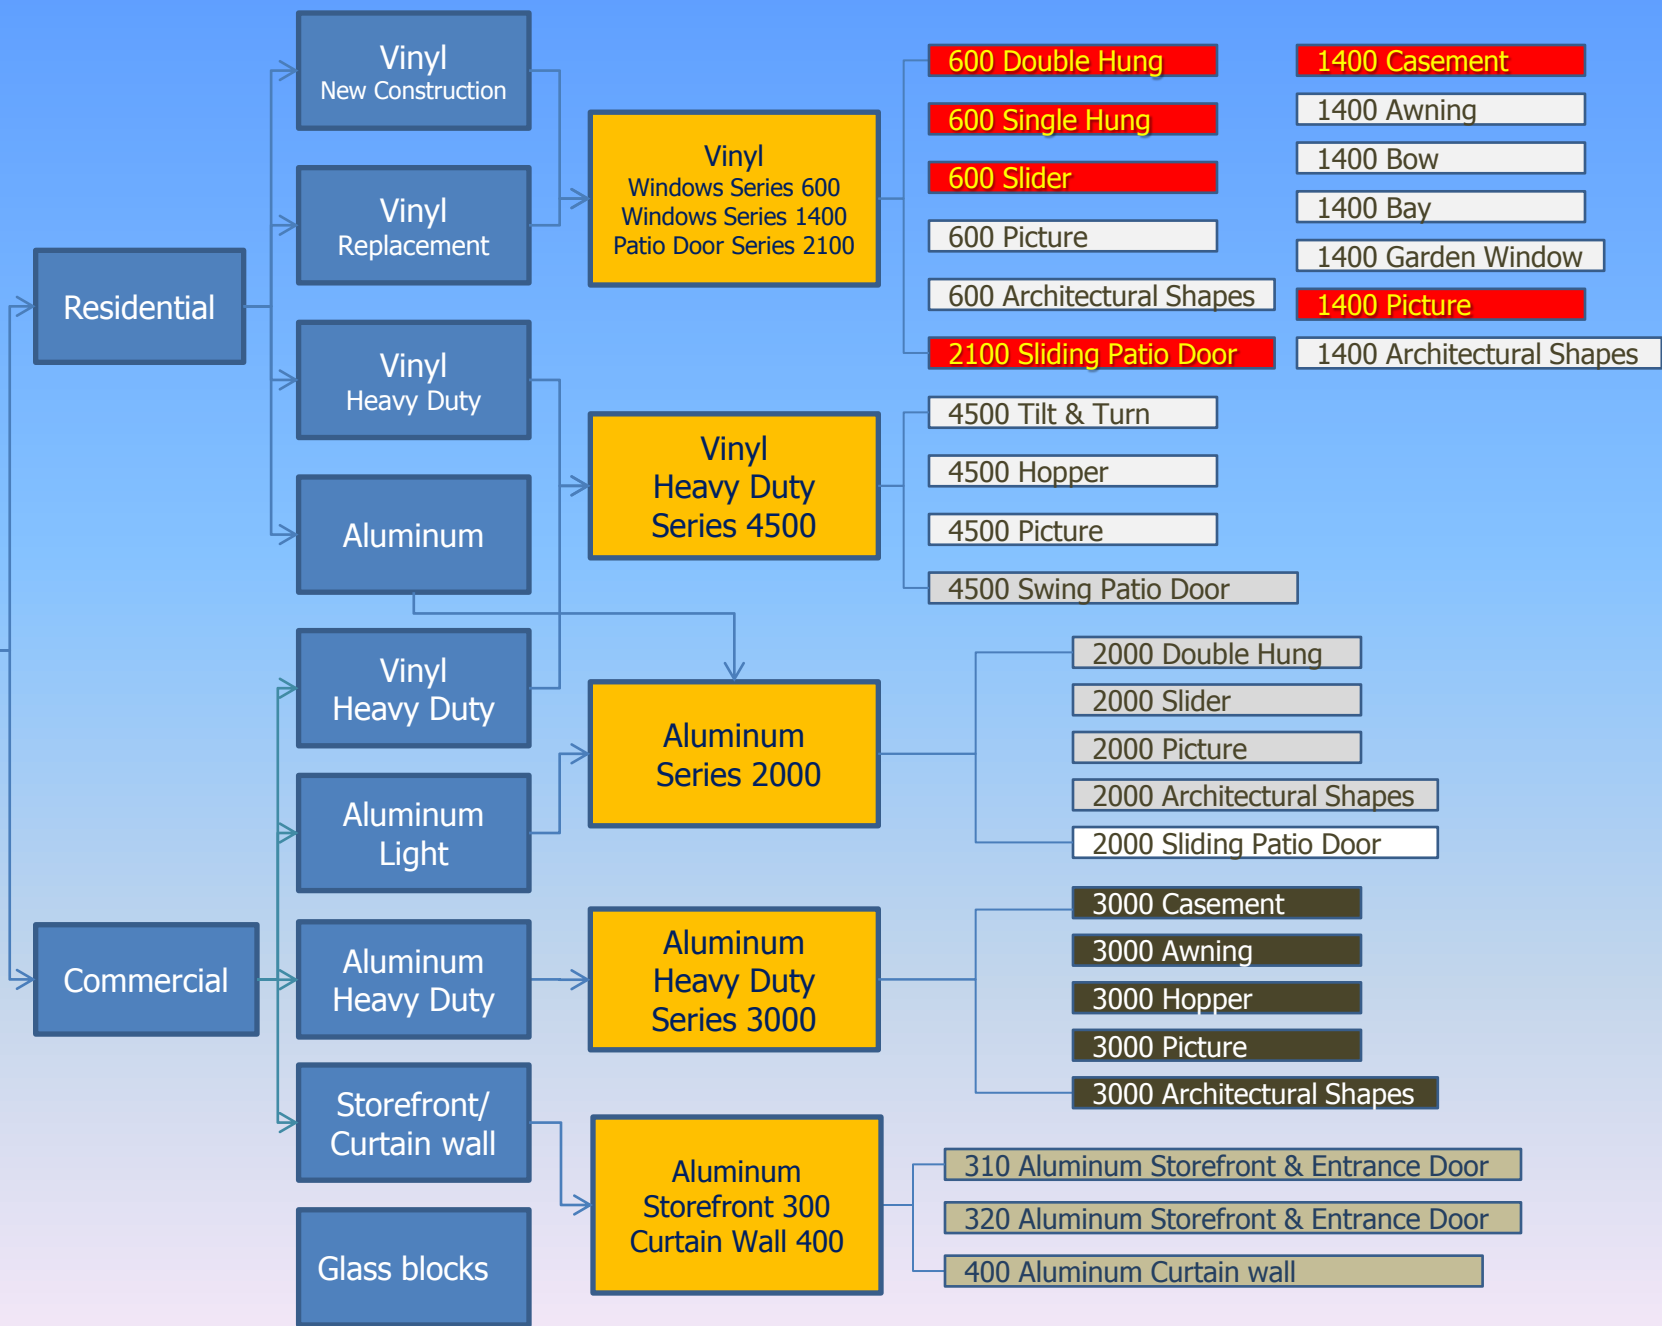 Residential
Commercial
Vinyl
New Construction
Vinyl
Replacement
Vinyl
Heavy Duty
Aluminum
Vinyl
Heavy Duty
Aluminum
Light
Aluminum
Heavy Duty
Storefront/
Curtain wall
Glass blocks
Vinyl
Windows Series 600
Windows Series 1400
Patio Door Series 2100
Vinyl
Heavy Duty
Series 4500
Aluminum
Series 2000
Aluminum
Heavy Duty
Series 3000
Aluminum
Storefront 300
Curtain Wall 400
600 Double Hung
600 Single Hung
600 Slider
600 Picture
600 Architectural Shapes
2100 Sliding Patio Door
1400 Casement
1400 Awning
1400 Bow
1400 Bay
1400 Garden Window
1400 Picture
1400 Architectural Shapes
4500 Tilt & Turn
4500 Hopper
4500 Picture
4500 Swing Patio Door
2000 Double Hung
2000 Slider
2000 Picture
2000 Architectural Shapes
2000 Sliding Patio Door
3000 Casement
3000 Awning
3000 Hopper
3000 Picture
3000 Architectural Shapes
310 Aluminum Storefront & Entrance Door
320 Aluminum Storefront & Entrance Door
400 Aluminum Curtain wall